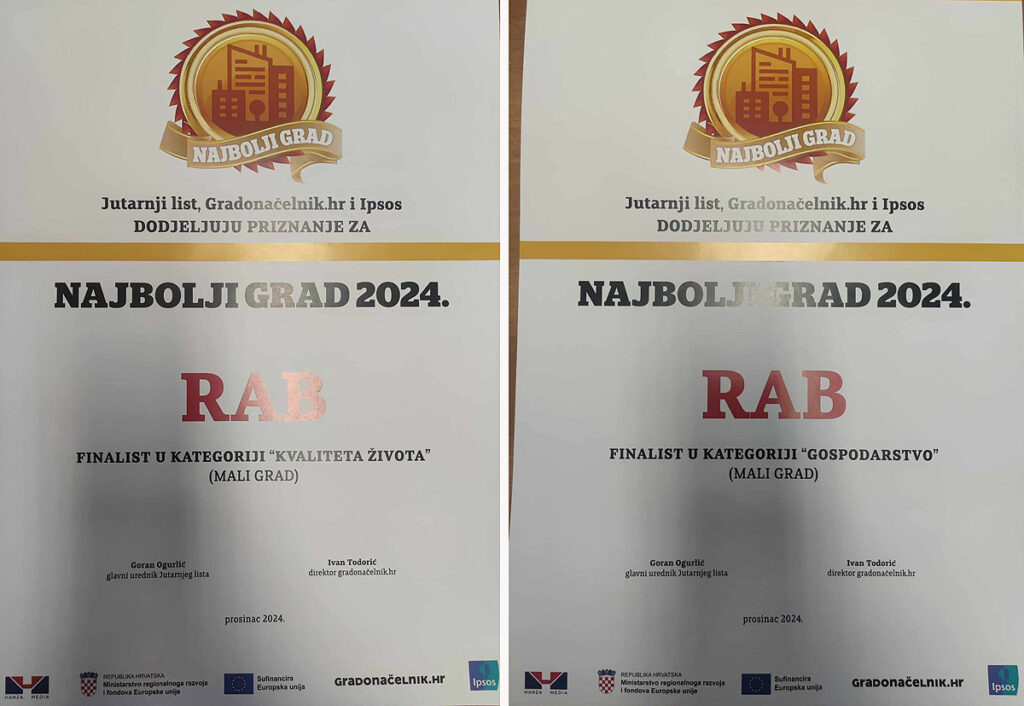 NAJBOLJI GRAD
Jutarnji list, Gradonačelnik.hr i Ipsos
DODJELJUJU PRIZNANJE ZA
NAJBOLJI GRAD 2024.
RAB
FINALIST U KATEGORIJI “KVALITETA ŽIVOTA”
(MALI GRAD)
Goran Ogurlić
glavni urednik Jutarnjeg lista
Ivan Todorić
direktor gradonačelnik.hr
prosinac 2024.
HANZA MEDIA
REPUBLIKA HRVATSKA
Ministarstvo regionalnoga razvoja
i fondova Europske unije
Sufinancira
Europska unija
GRADONAČELNIK.HR
Ipsos
NAJBOLJI GRAD
Jutarnji list, Gradonačelnik.hr i Ipsos
DODJELJUJU PRIZNANJE ZA
NAJBOLJI GRAD 2024.
RAB
FINALIST U KATEGORIJI “GOSPODARSTVO”
(MALI GRAD)
Goran Ogurlić
glavni urednik Jutarnjeg lista
Ivan Todorić
direktor gradonačelnik.hr
prosinac 2024.
HANZA MEDIA
REPUBLIKA HRVATSKA
Ministarstvo regionalnoga razvoja
i fondova Europske unije
Sufinancira
Europska unija
GRADONAČELNIK.HR
Ipsos